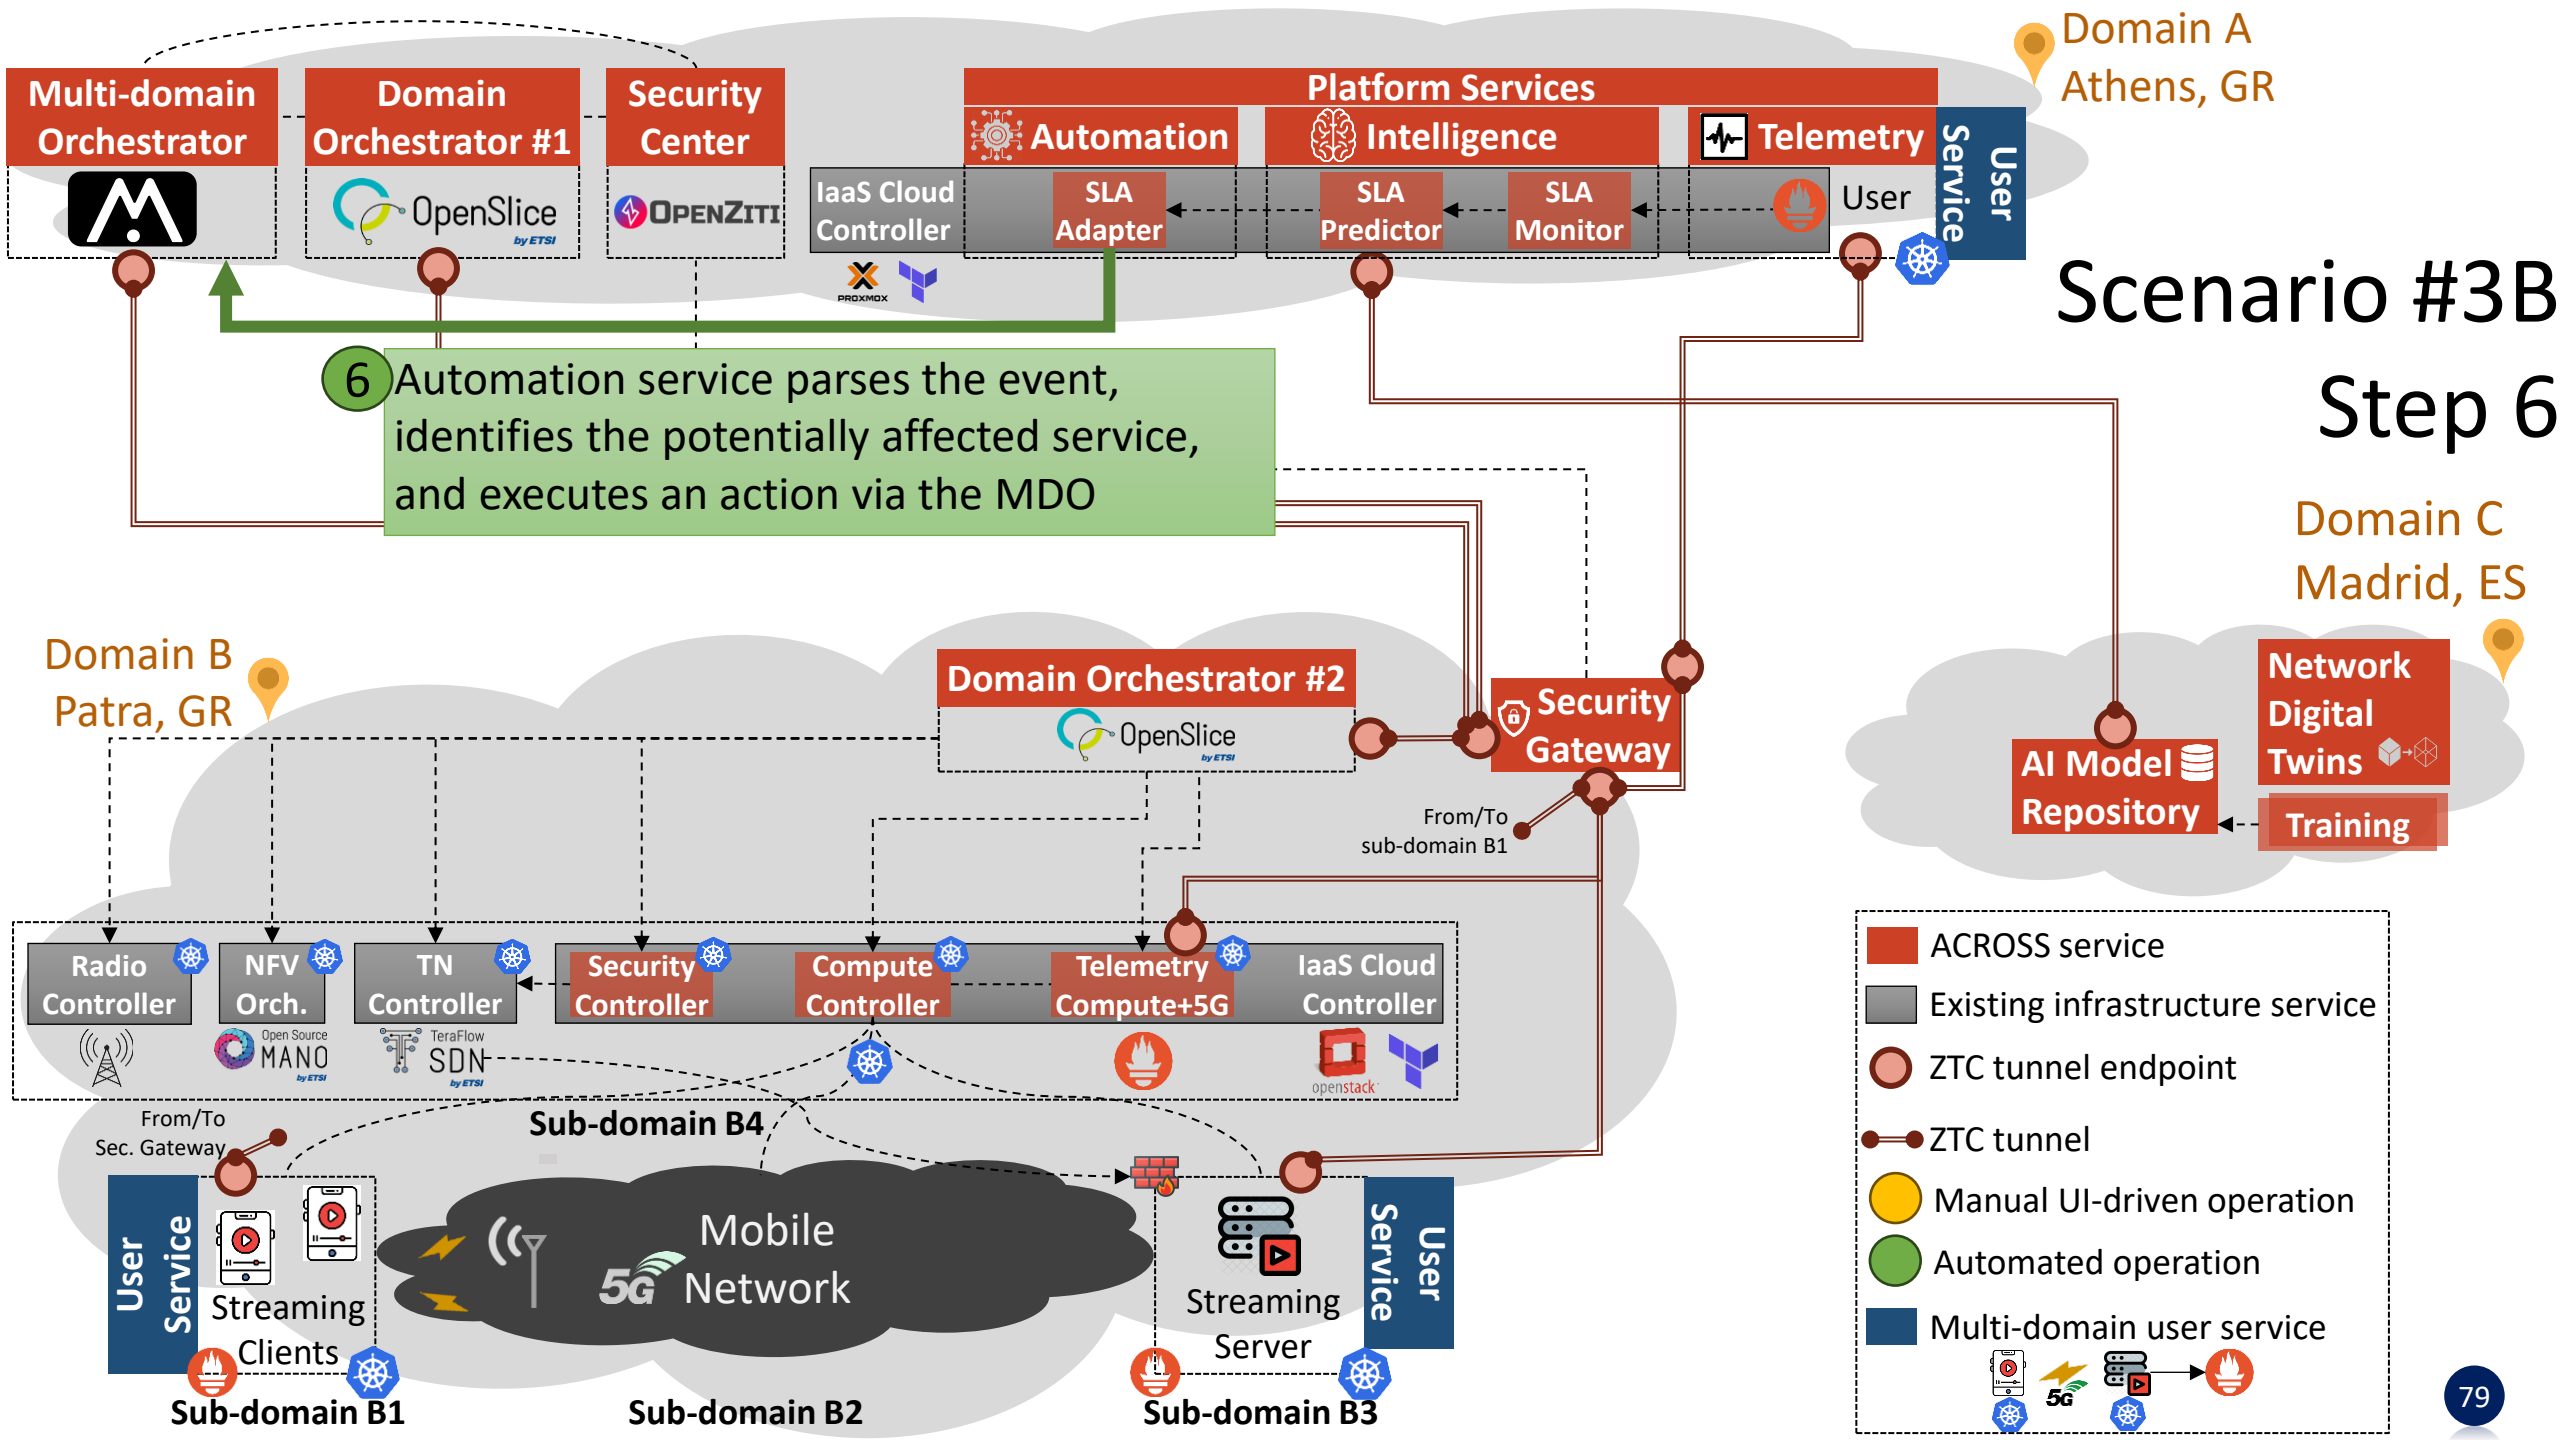 Domain A
Athens, GR
Multi-domain
Orchestrator
Domain
Orchestrator #1
OpenSlice
by ETSI
Security
Center
OPENZITI
Platform Services
Automation
Intelligence
Telemetry
IaaS Cloud
Controller
SLA
Adapter
SLA
Predictor
SLA
Monitor
User
User
Service
PROXMOX
Scenario #3B
Step 6
6
Automation service parses the event,
identifies the potentially affected service,
and executes an action via the MDO
Domain C
Madrid, ES
Domain B
Patra, GR
Domain Orchestrator #2
OpenSlice
by ETSI
Security
Gateway
Network
Digital
Twins
AI Model
Repository
Training
From/To
sub-domain B1
Radio
Controller
NFV
Orch.
TN
Controller
Security
Controller
Compute
Controller
Telemetry
Compute+5G
IaaS Cloud
Controller
Open Source
MANO
by ETSI
TeraFlow
SDN
by ETSI
openstack
Sub-domain B4
From/To
Sec. Gateway
User
Service
Streaming
Clients
Sub-domain B1
5G
Mobile
Network
Sub-domain B2
Streaming
Server
User
Service
Sub-domain B3
ACROSS service
Existing infrastructure service
ZTC tunnel endpoint
ZTC tunnel
Manual UI-driven operation
Automated operation
Multi-domain user service
5G
79